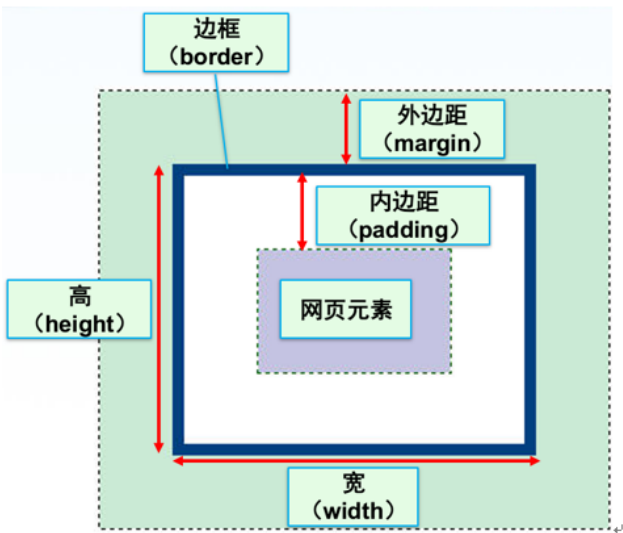 边框
（border）
外边距
（margin）
内边距
（padding）
高
（height）
网页元素
宽
（width）